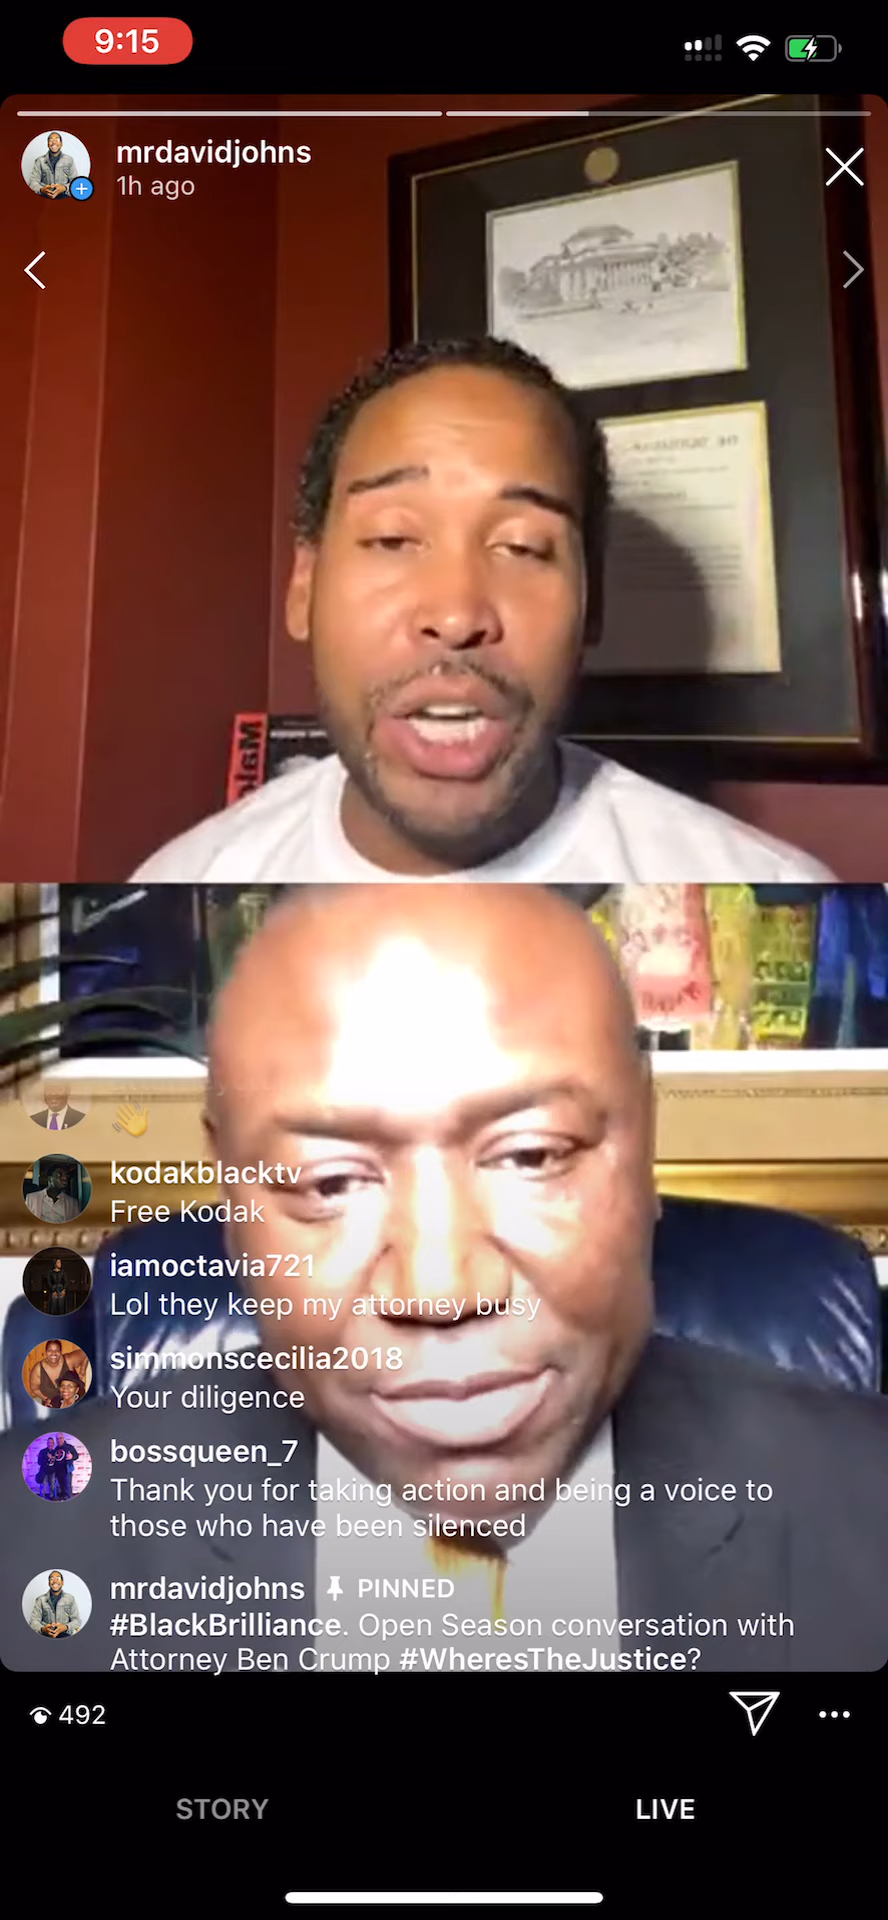 9:15
mrdavidjohns
1h ago
kodakblacktv
Free Kodak
iamoctavia721
Lol they keep my attorney busy
simmonscecilia2018
Your diligence
bossqueen_7
Thank you for taking action and being a voice to
those who have been silenced
mrdavidjohns PINNED
#BlackBrilliance. Open Season conversation with
Attorney Ben Crump #WheresTheJustice?
492
STORY LIVE